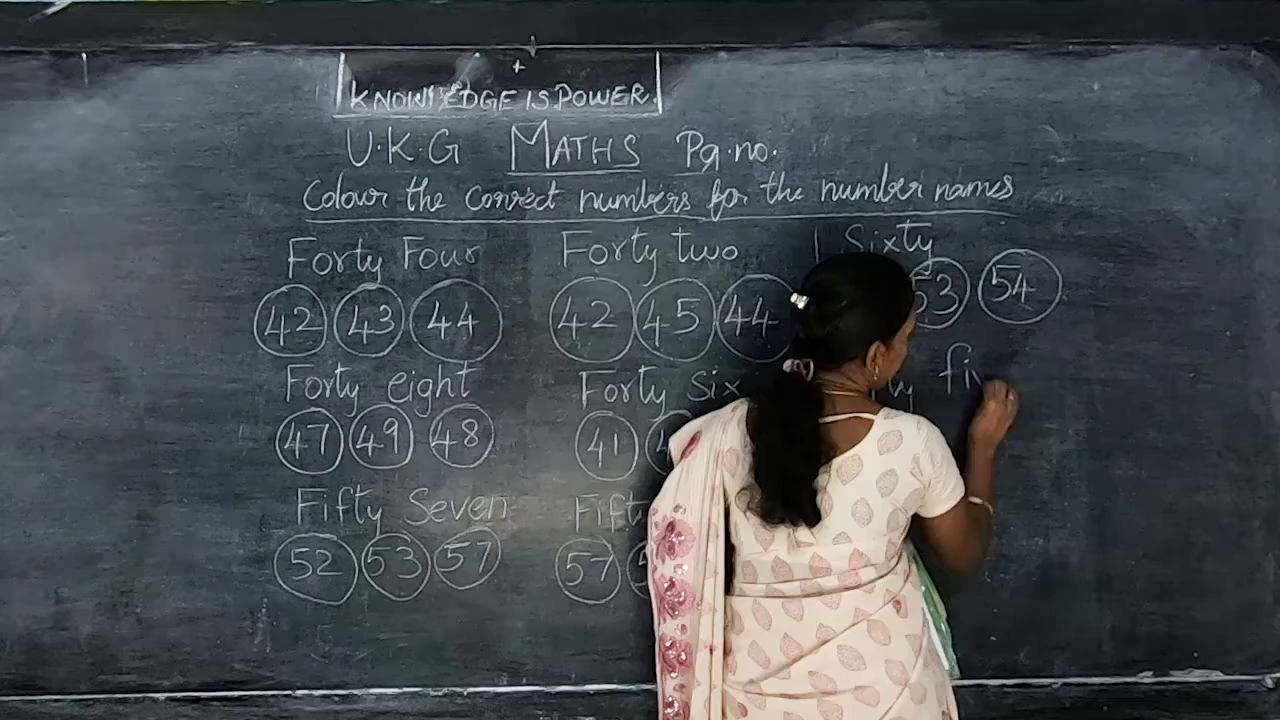 KNOWLEDGE IS POWER.
U.K.G MATHS Pg.no.
Colour the correct numbers for the number names
Forty Four Forty two Sixty
42 43 44 42 45 44 53 54
Forty eight Forty Six fi
47 49 48 41
Fifty Seven
52 53 57 57